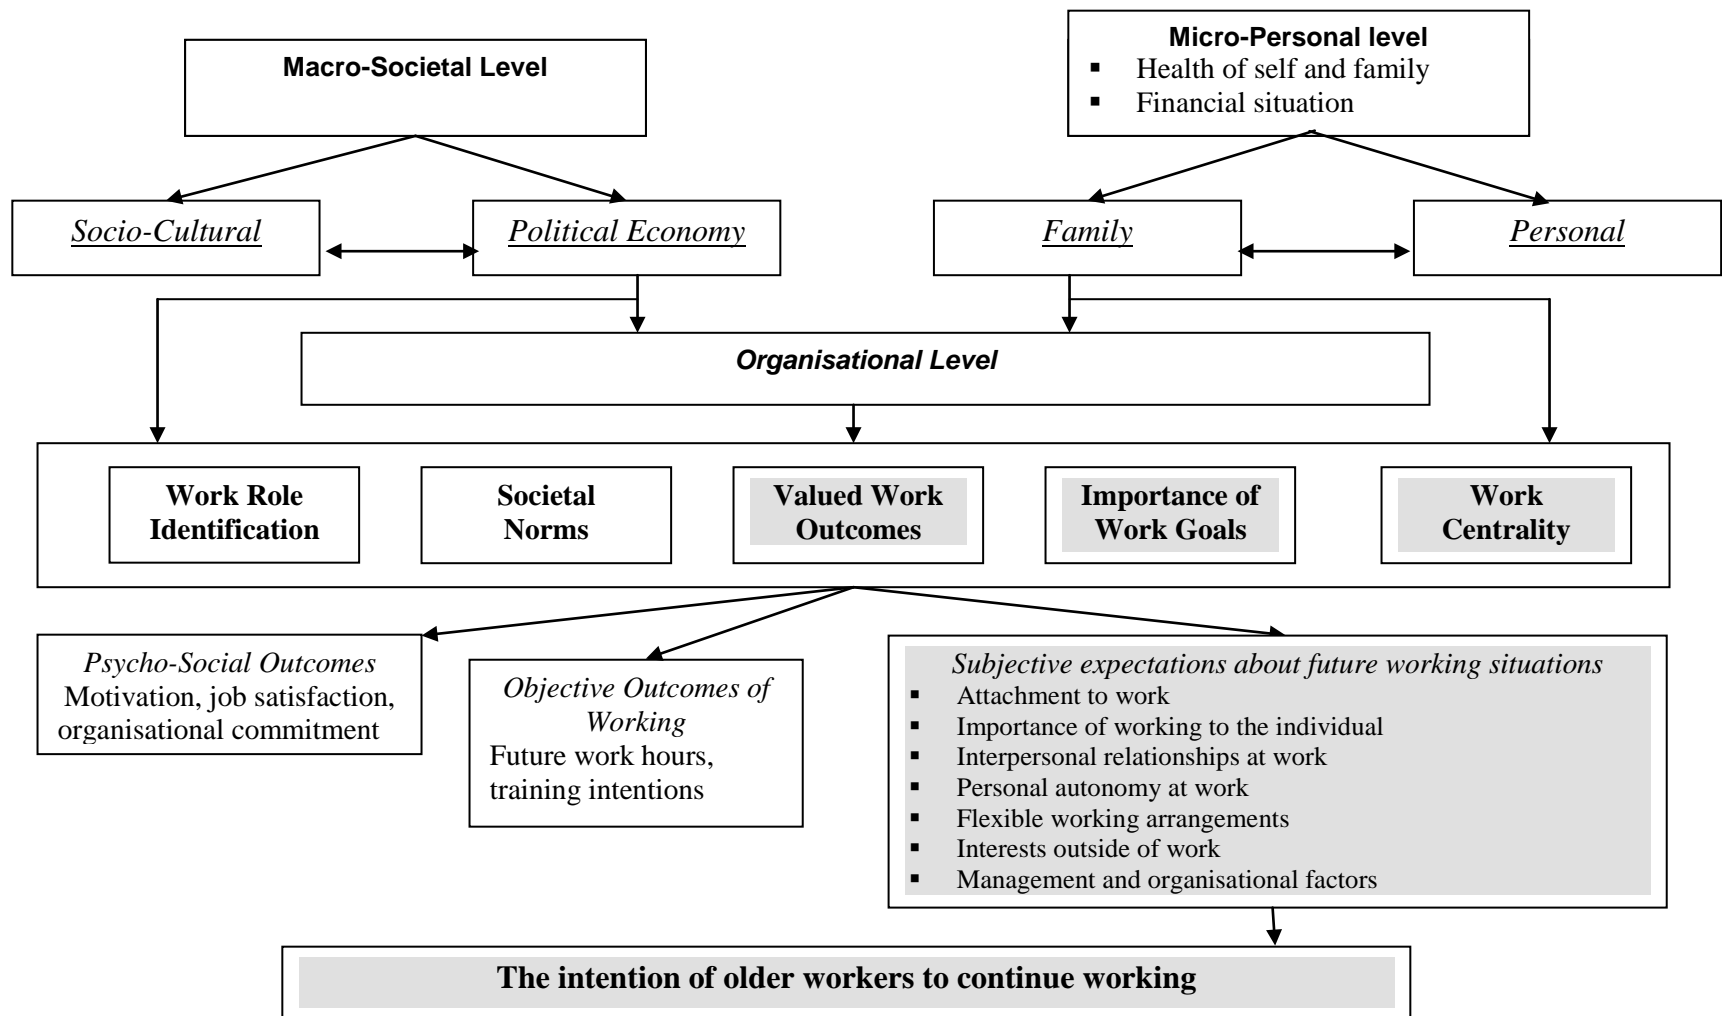 Macro-Societal Level
Micro-Personal level
▪ Health of self and family
▪ Financial situation
Socio-Cultural
Political Economy
Family
Personal
Organisational Level
Work Role
Identification
Societal
Norms
Valued Work
Outcomes
Importance of
Work Goals
Work
Centrality
Psycho-Social Outcomes
Motivation, job satisfaction,
organisational commitment
Objective Outcomes of
Working
Future work hours,
training intentions
Subjective expectations about future working situations
▪ Attachment to work
▪ Importance of working to the individual
▪ Interpersonal relationships at work
▪ Personal autonomy at work
▪ Flexible working arrangements
▪ Interests outside of work
▪ Management and organisational factors
The intention of older workers to continue working